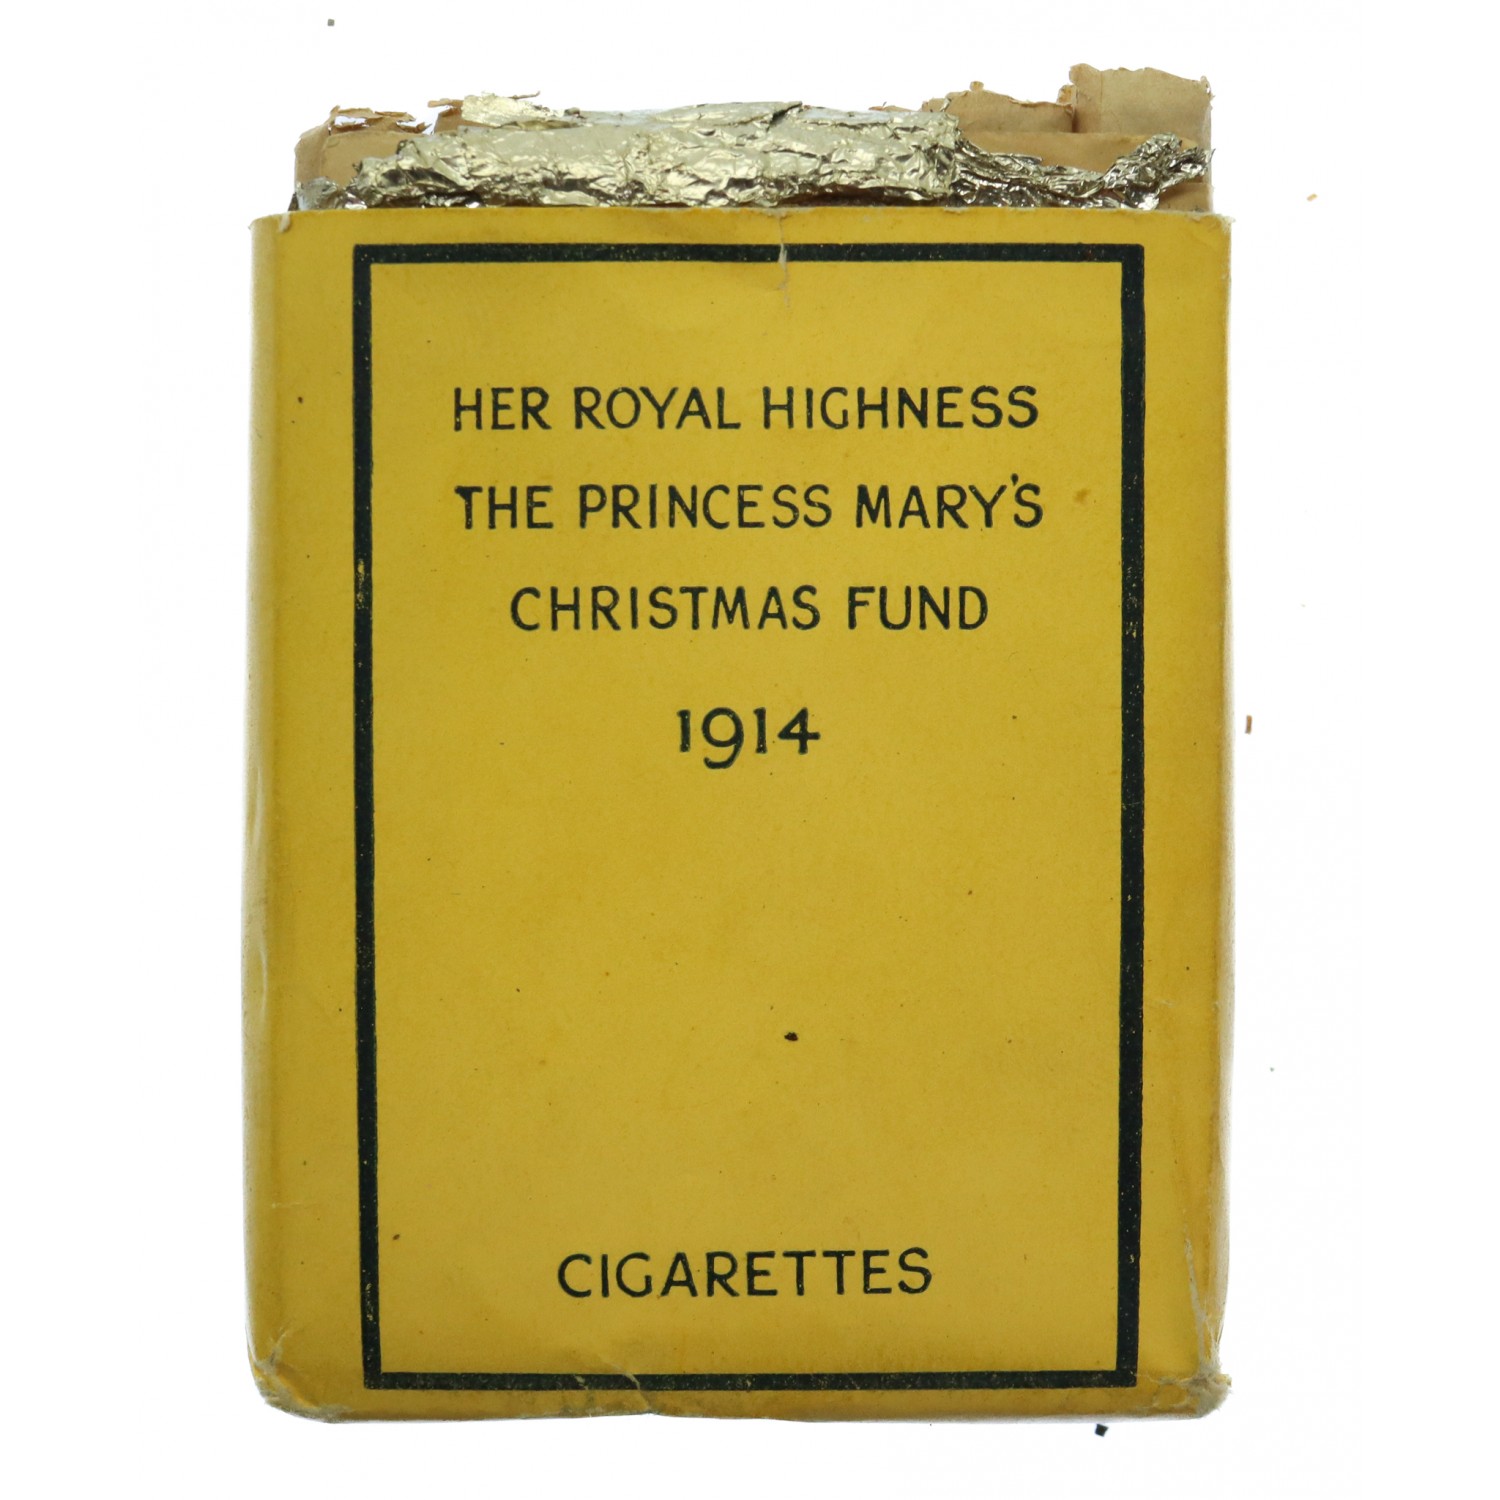 HER ROYAL HIGHNESS
THE PRINCESS MARY'S
CHRISTMAS FUND
1914
CIGARETTES